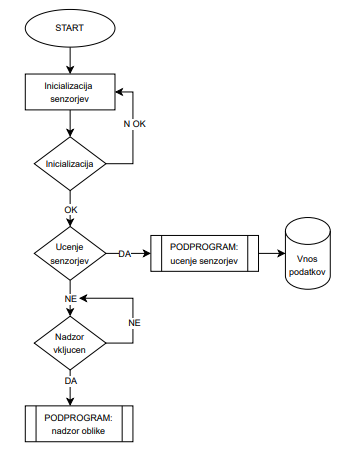 START
Inicializacija
senzorjev
N OK
Inicializacija
OK
Ucenje
senzorjev
DA
PODPROGRAM:
ucenje senzorjev
Vnos
podatkov
NE
NE
Nadzor
vkljucen
DA
PODPROGRAM:
nadzor oblike